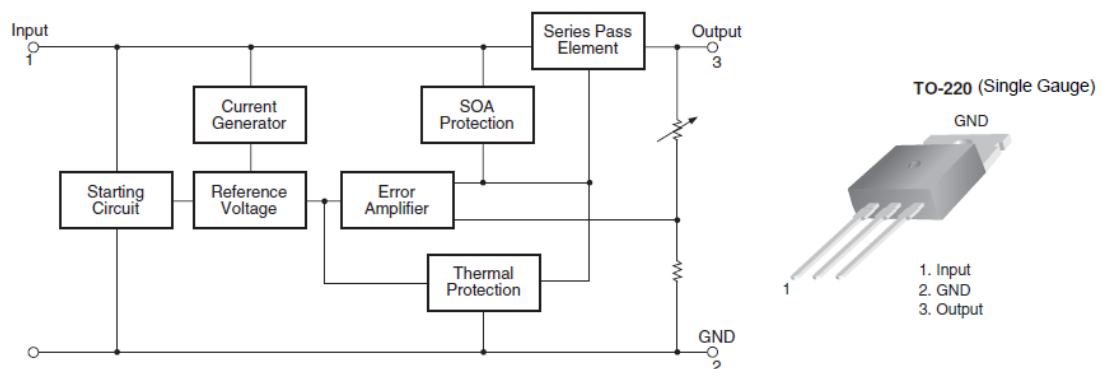 Input
1
Series Pass
Element
Output
3
Current
Generator
SOA
Protection
Starting
Circuit
Reference
Voltage
Error
Amplifier
Thermal
Protection
GND
2
TO-220 (Single Gauge)
GND
1
1. Input
2. GND
3. Output